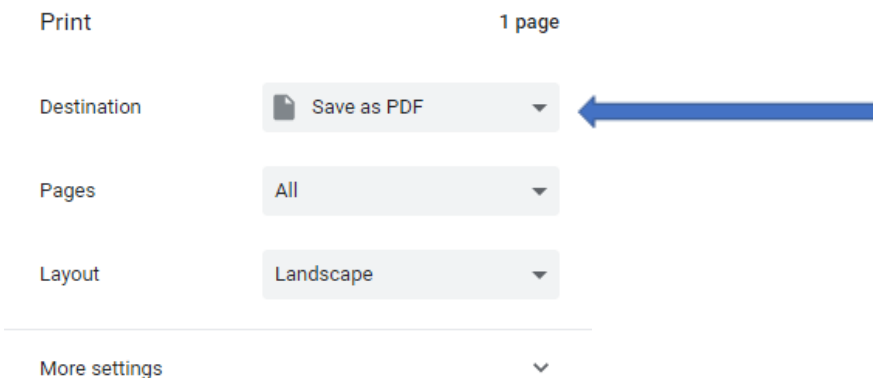 Print 1 page
Destination Save as PDF
Pages All
Layout Landscape
More settings